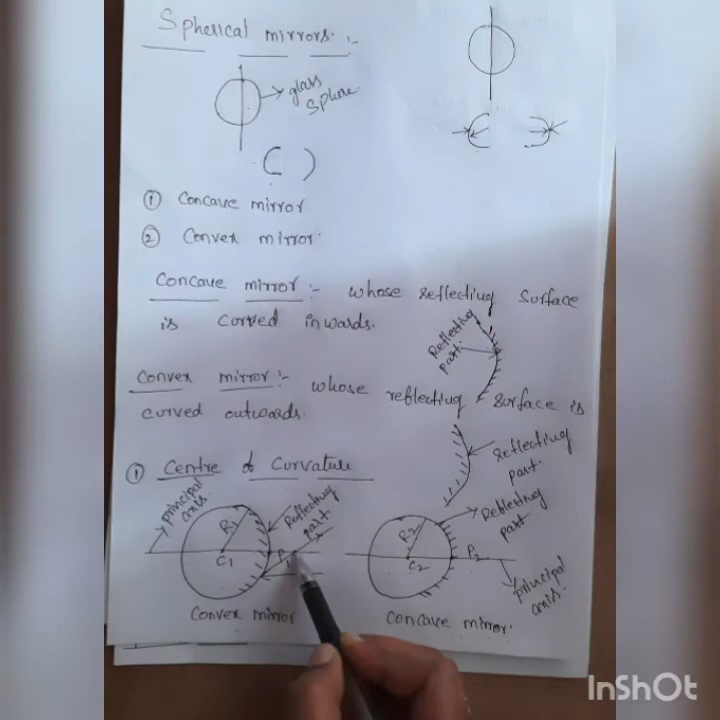 Spherical mirrors :-
glass
sphere.
( )
① Concave mirror
② Convex mirror.
Concave mirror :- whose reflecting surface
is curved inwards.
Reflecting
part.
Convex mirror :- whose reflecting surface is
curved outwards.
Reflecting
part.
① Centre of Curvature
principal
axis
Reflecting
part
R1
C1
P1
Convex mirror
Reflecting
part
R2
C2
P2
principal
axis.
Concave mirror.
InShOt